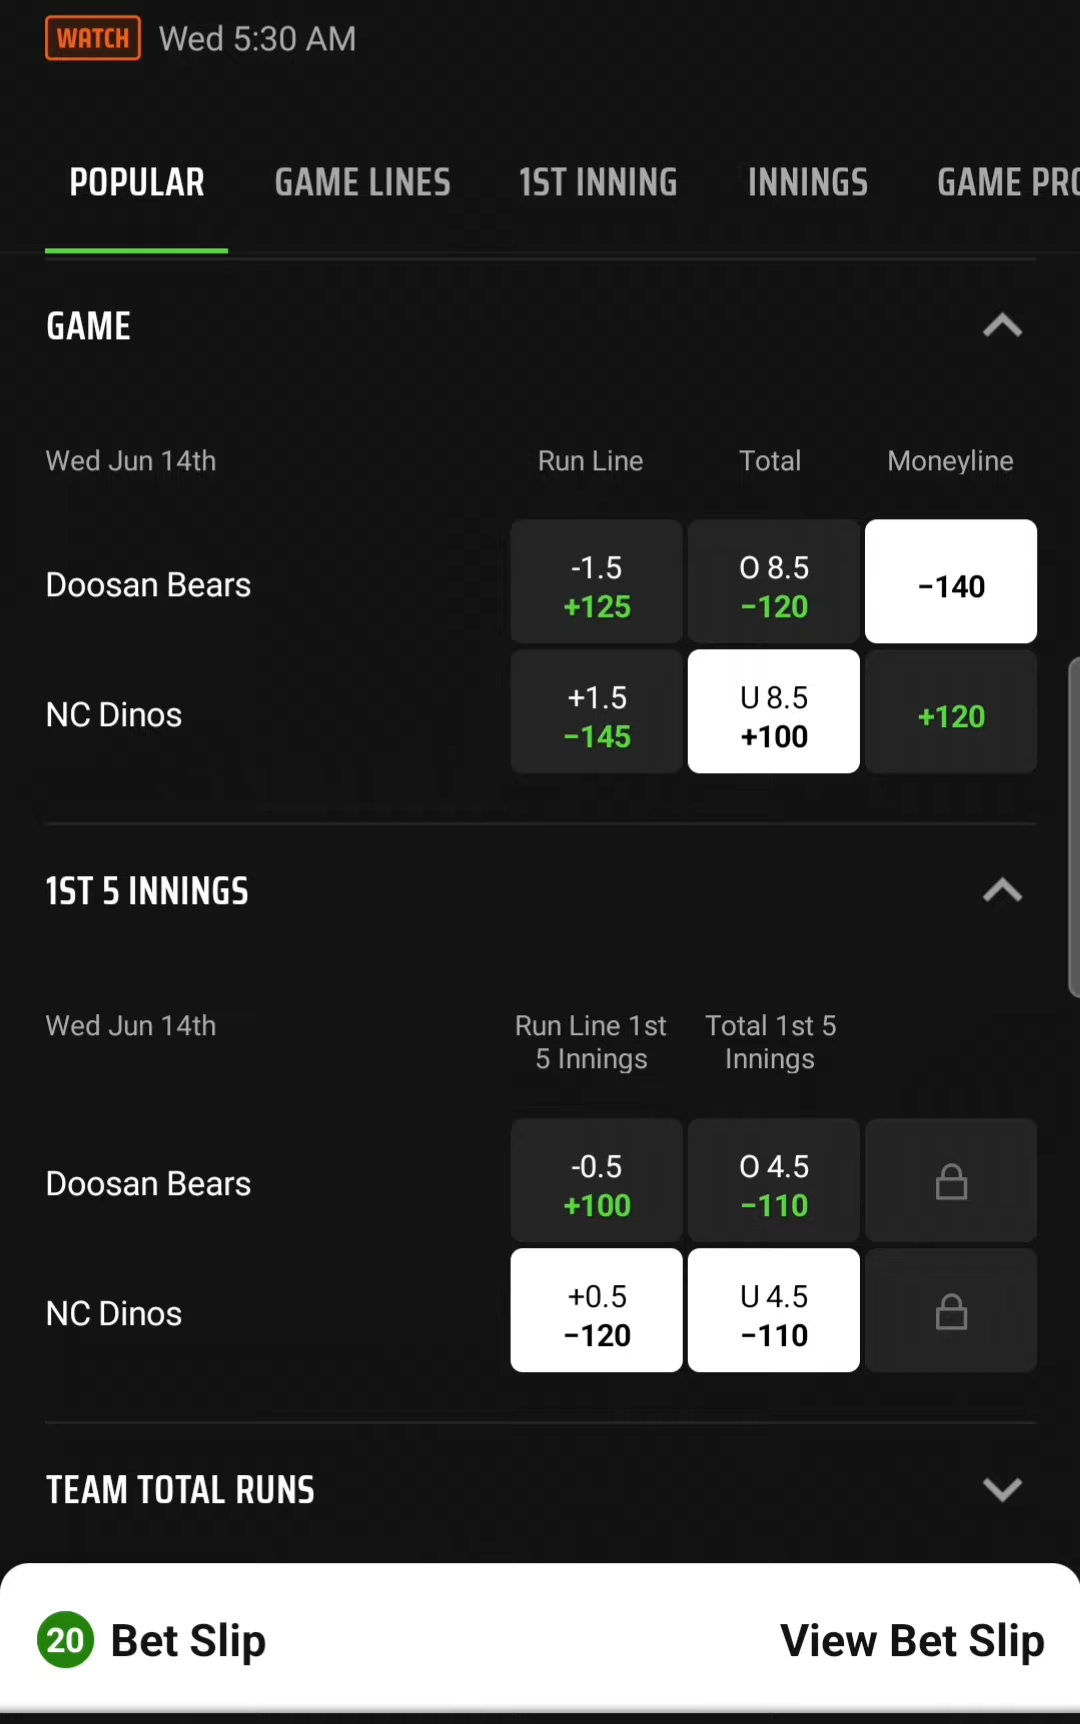 WATCH Wed 5:30 AM
POPULAR GAME LINES 1ST INNING INNINGS GAME PRO
GAME
Wed Jun 14th Run Line Total Moneyline
-1.5 O 8.5
Doosan Bears −140
+125 −120
+1.5 U 8.5
NC Dinos +120
−145 +100
1ST 5 INNINGS
Wed Jun 14th Run Line 1st Total 1st 5
5 Innings Innings
-0.5 O 4.5
Doosan Bears
+100 −110
+0.5 U 4.5
NC Dinos
−120 −110
TEAM TOTAL RUNS
20 Bet Slip View Bet Slip